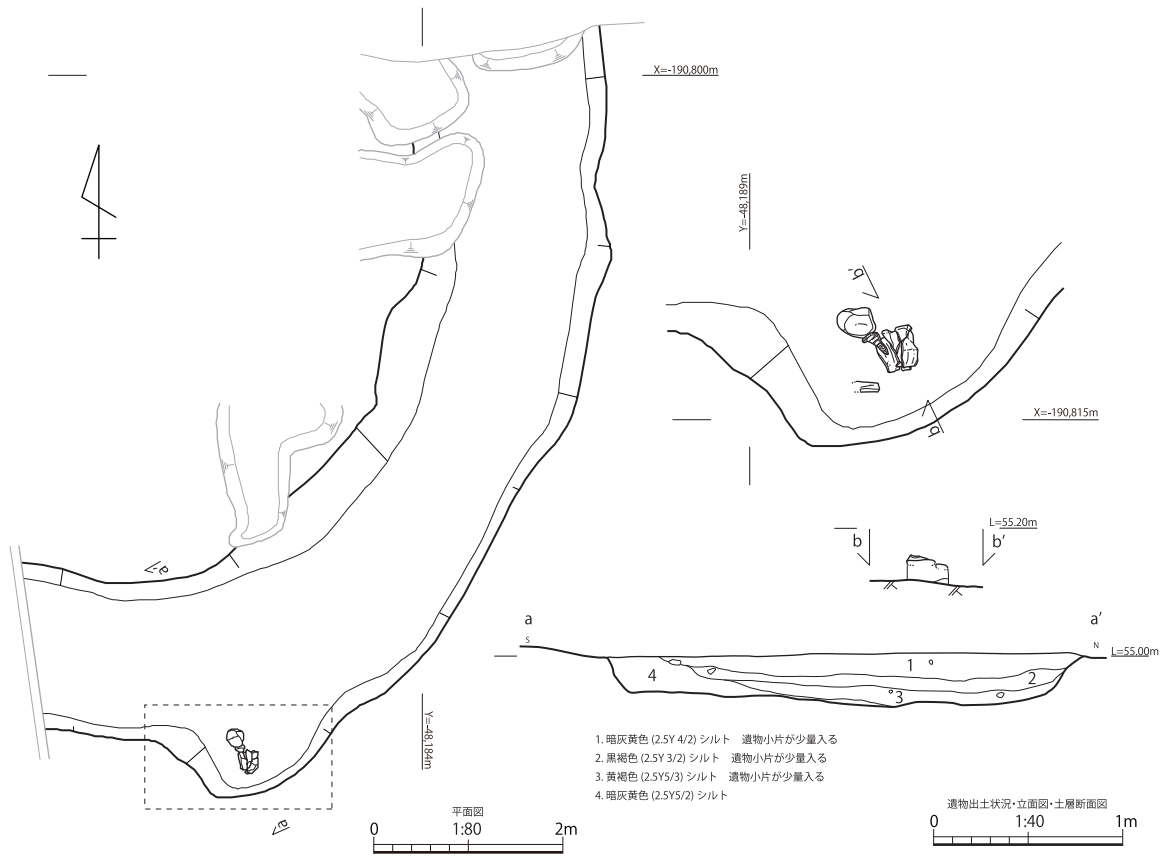 X=-190,800m
Y=-48,189m
b'
X=-190,815m
b
L=55.20m
b
b'
a'
a
a'
S
N
L=55.00m
1
2
3
4
Y=-48,184m
1. 暗灰黄色 (2.5Y 4/2) シルト　遺物小片が少量入る
2. 黒褐色 (2.5Y 3/2) シルト　遺物小片が少量入る
3. 黄褐色 (2.5Y5/3) シルト　遺物小片が少量入る
4. 暗灰黄色 (2.5Y5/2) シルト
a
平面図
0 1:80 2m
遺物出土状況・立面図・土層断面図
0 1:40 1m